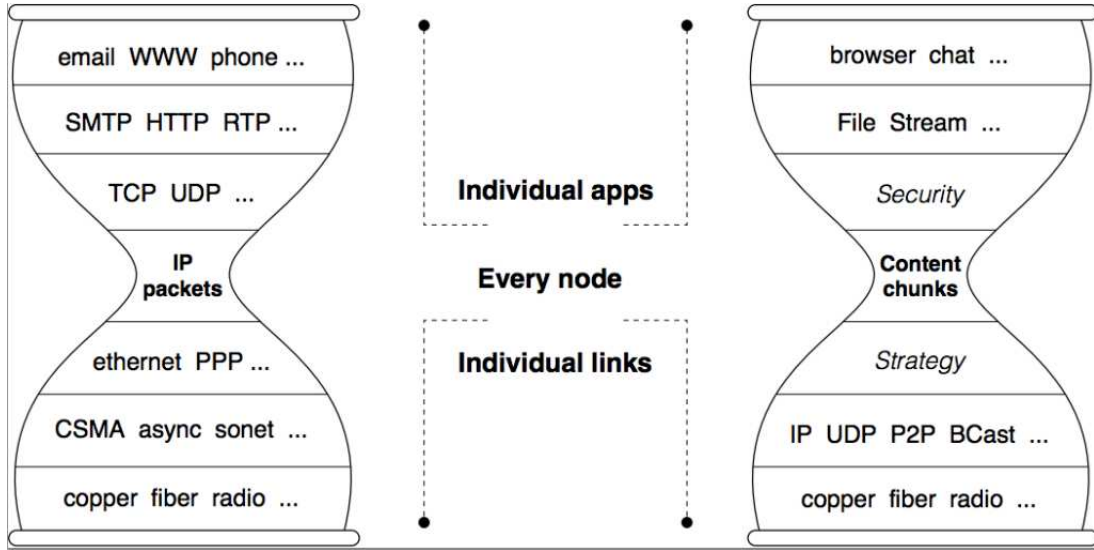 email WWW phone ...
SMTP HTTP RTP ...
TCP UDP ...
IP
packets
ethernet PPP ...
CSMA async sonet ...
copper fiber radio ...
Individual apps
Every node
Individual links
browser chat ...
File Stream ...
Security
Content
chunks
Strategy
IP UDP P2P BCast ...
copper fiber radio ...